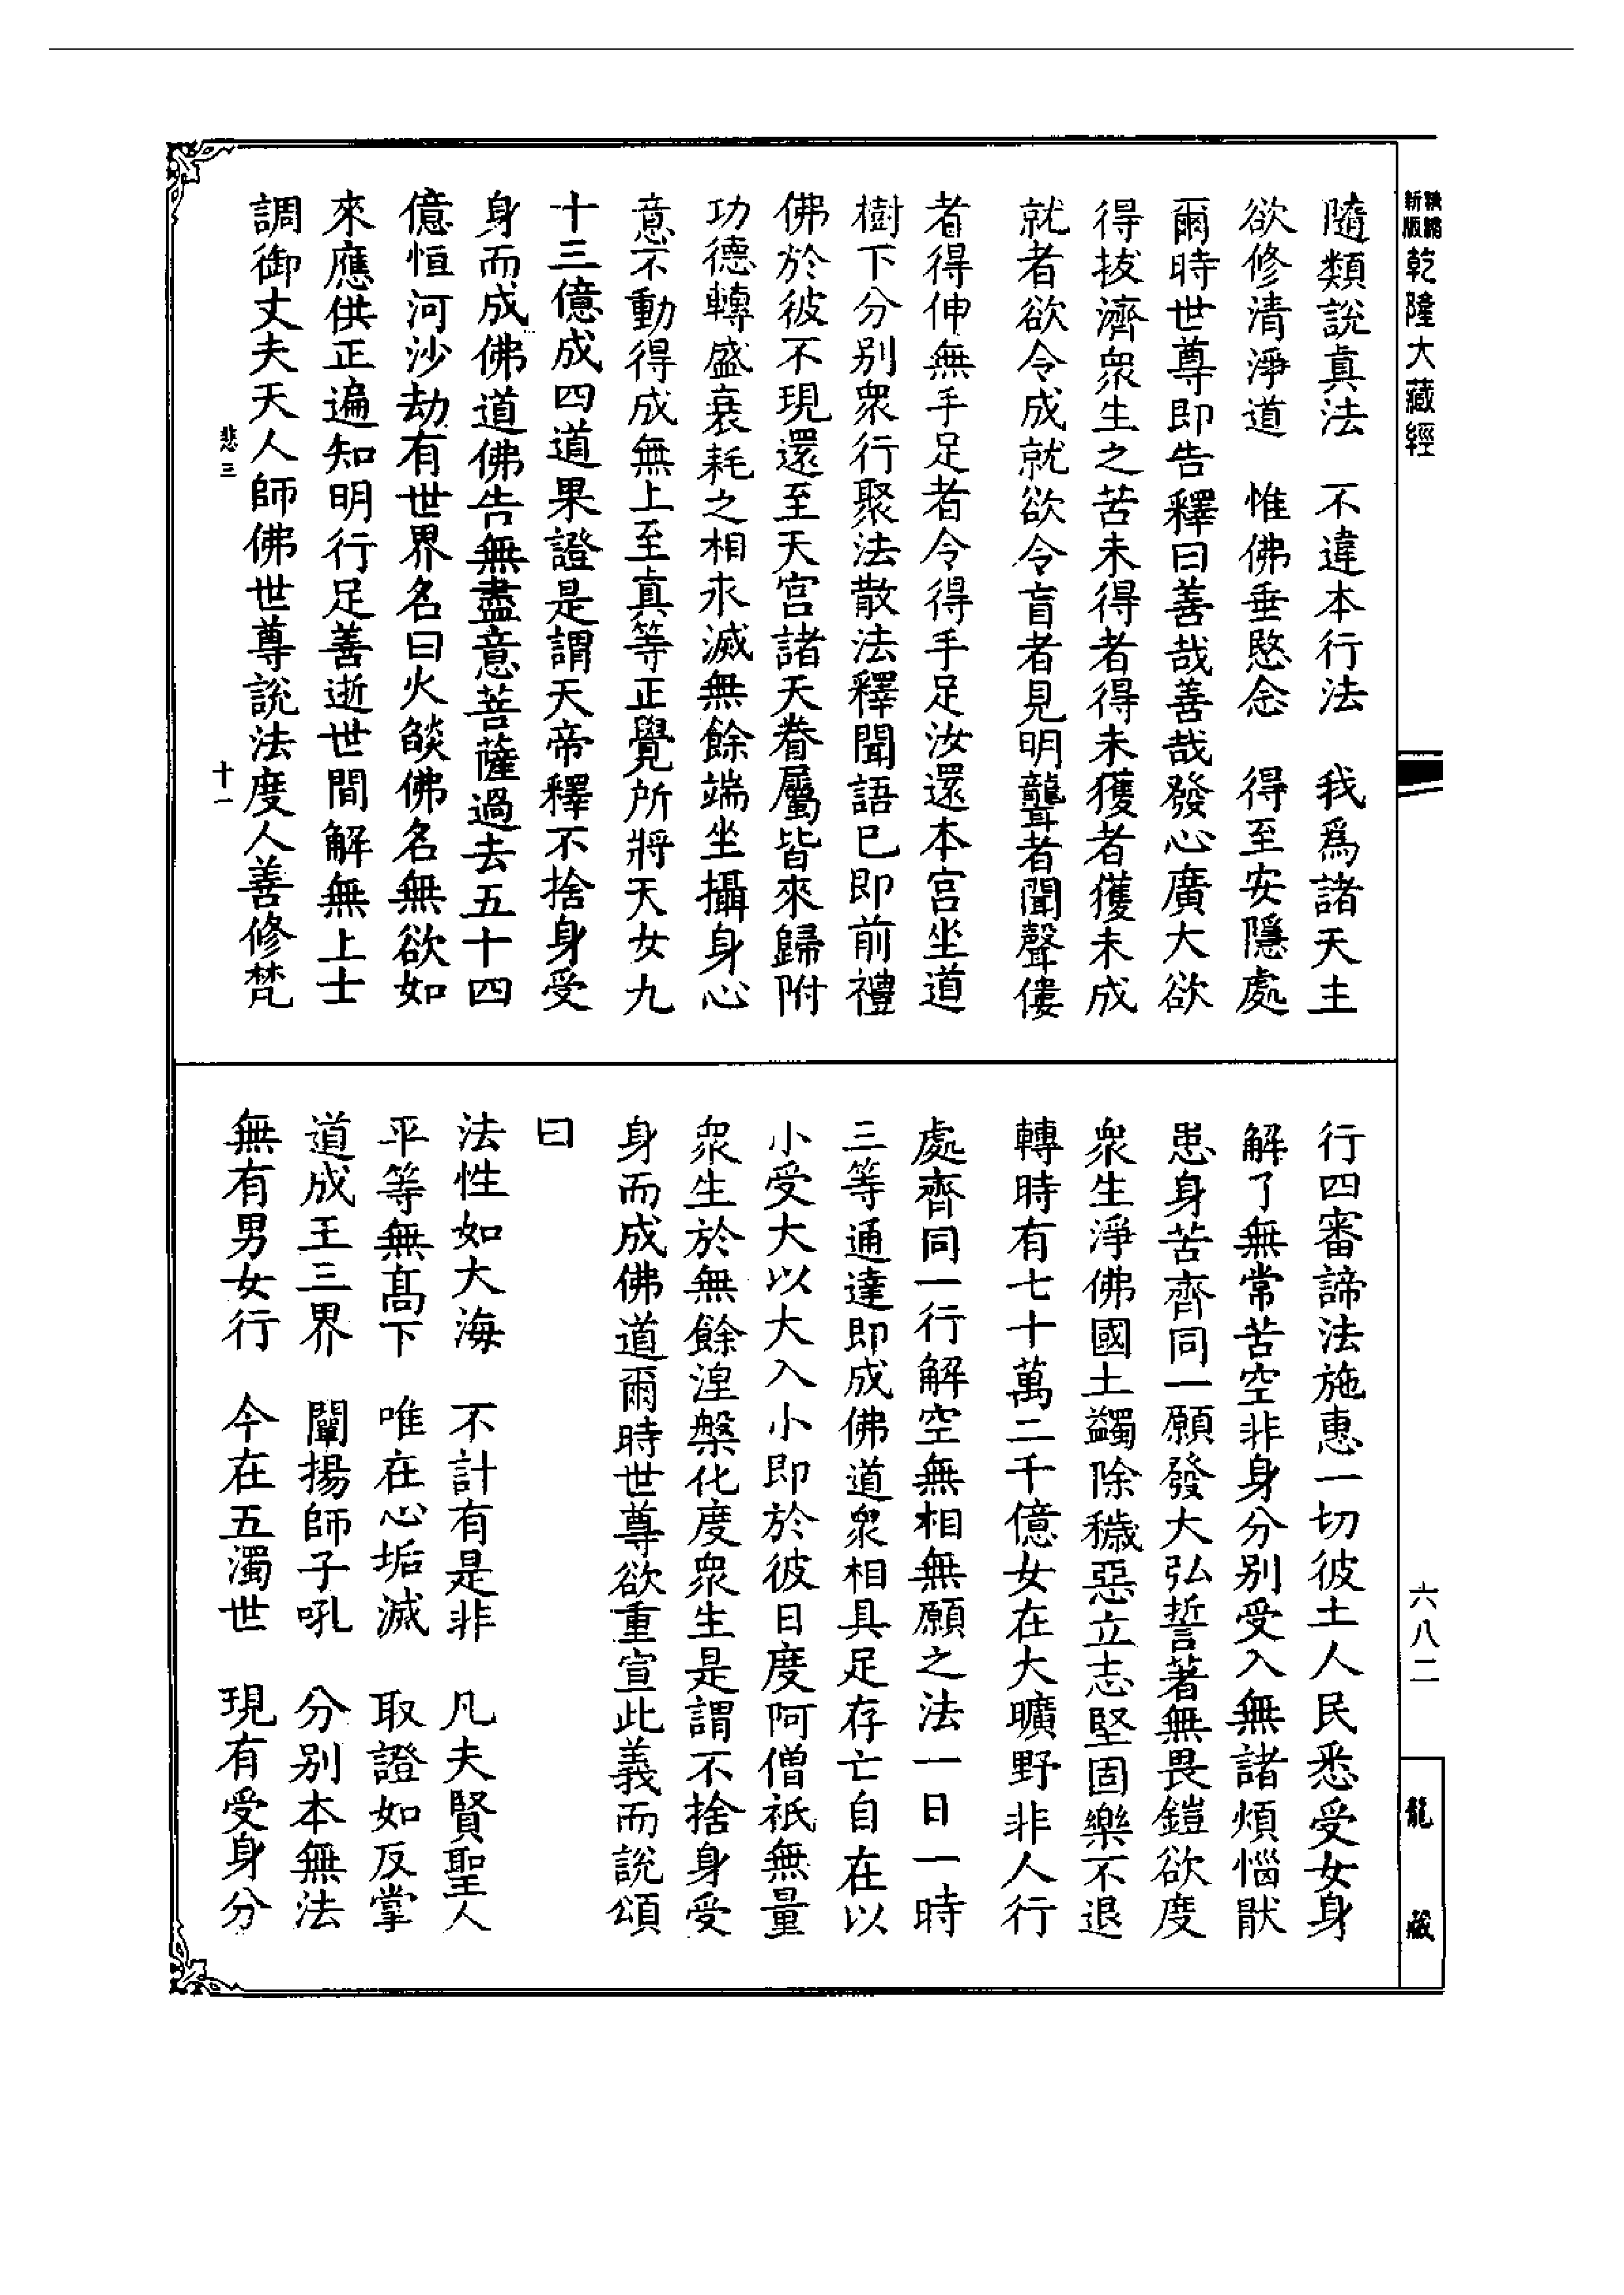 精縮新版乾隆大藏經
隨類說眞法　不違本行法　我爲諸天主
欲修清淨道　惟佛垂愍念　得至安隱處
爾時世尊即告釋曰善哉善哉發心廣大欲
得拔濟衆生之苦未得者得未獲者獲未成
就者欲令成就欲令盲者見明聾者聞聲僂
者得伸無手足者令得手足汝還本宮坐道
樹下分別衆行聚法散法釋聞語已即前禮
佛於彼不現還至天宮諸天眷屬皆來歸附
功德轉盛衰耗之相永滅無餘端坐攝身心
意不動得成無上至眞等正覺所將天女九
十三億成四道果證是謂天帝釋不捨身受
身而成佛道佛告無盡意菩薩過去五十四
億恒河沙劫有世界名曰火燄佛名無欲如
來應供正遍知明行足善逝世間解無上士
調御丈夫天人師佛世尊說法度人善修梵
悲三
十一
行四審諦法施惠一切彼土人民悉受女身
解了無常苦空非身分別受入無諸煩惱猒
患身苦齊同一願發大弘誓著無畏鎧欲度
衆生淨佛國土蠲除穢惡立志堅固樂不退
轉時有七十萬二千億女在大曠野非人行
處齊同一行解空無相無願之法一日一時
三等通達即成佛道衆相具足存亡自在以
小受大以大入小即於彼日度阿僧祇無量
衆生於無餘涅槃化度衆生是謂不捨身受
身而成佛道爾時世尊欲重宣此義而說頌
曰
法性如大海　不計有是非　凡夫賢聖人
平等無髙下　唯在心垢滅　取證如反掌
道成王三界　闡揚師子吼　分別本無法
無有男女行　今在五濁世　現有受身分
六八二
龍藏